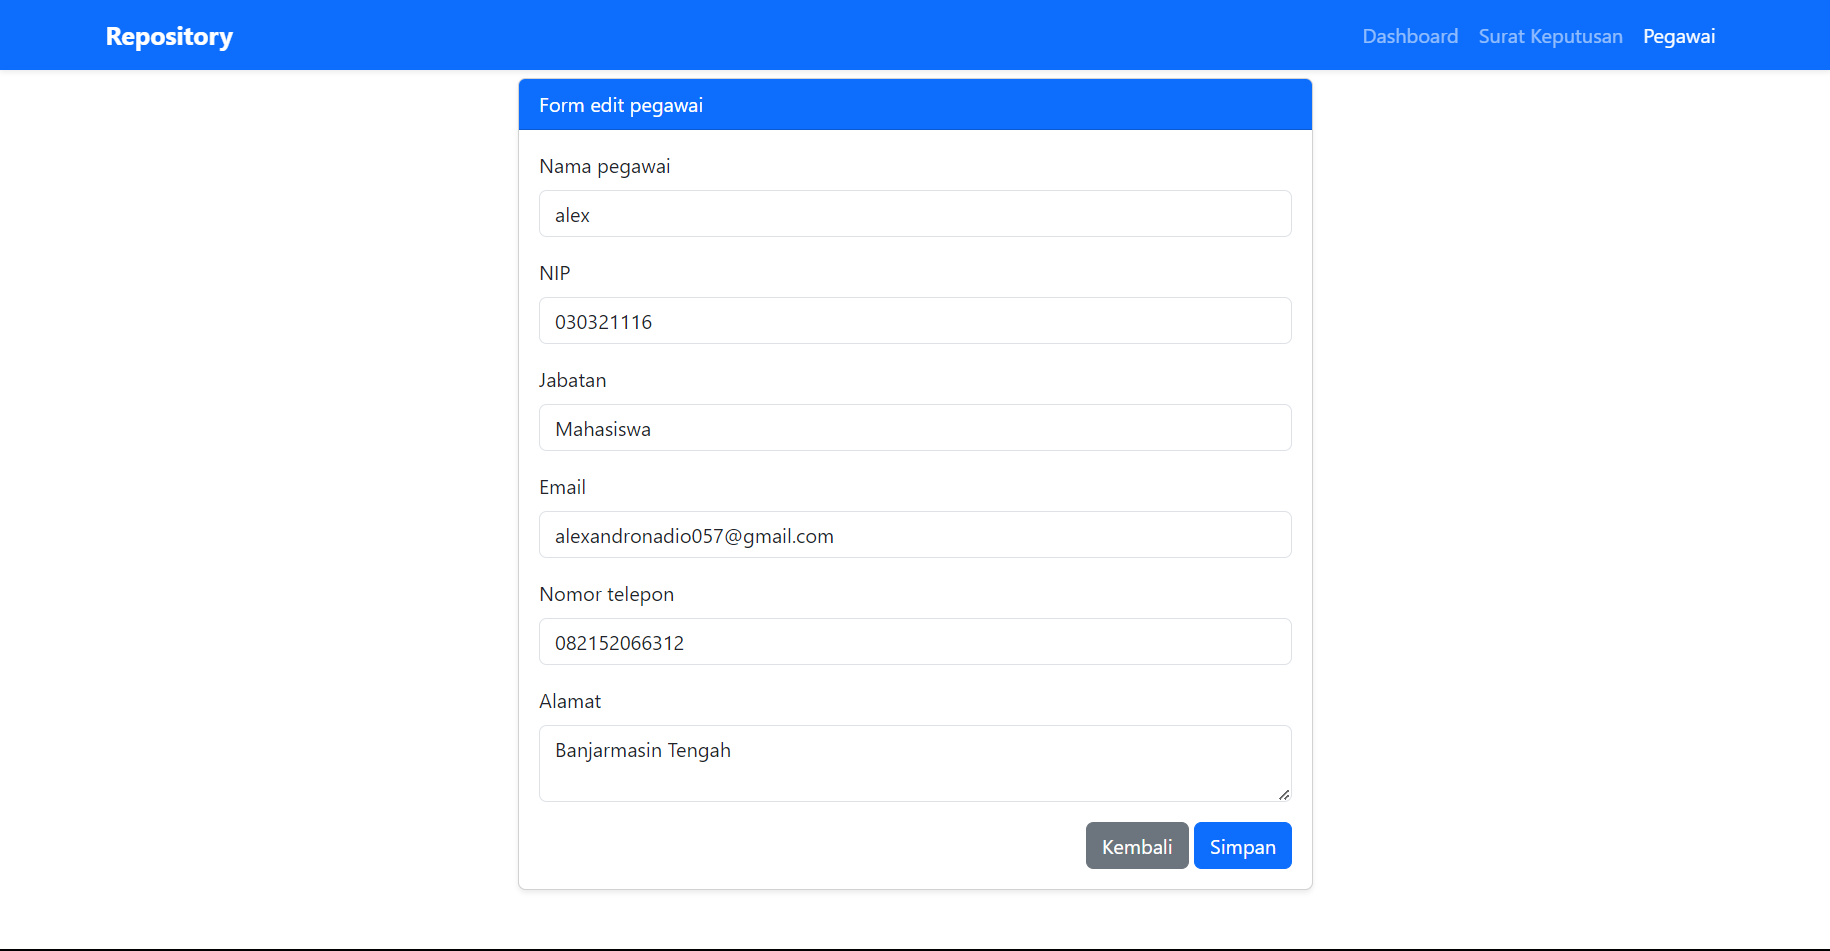 Repository
Dashboard Surat Keputusan Pegawai
Form edit pegawai
Nama pegawai
alex
NIP
030321116
Jabatan
Mahasiswa
Email
alexandronadio057@gmail.com
Nomor telepon
082152066312
Alamat
Banjarmasin Tengah
Kembali Simpan